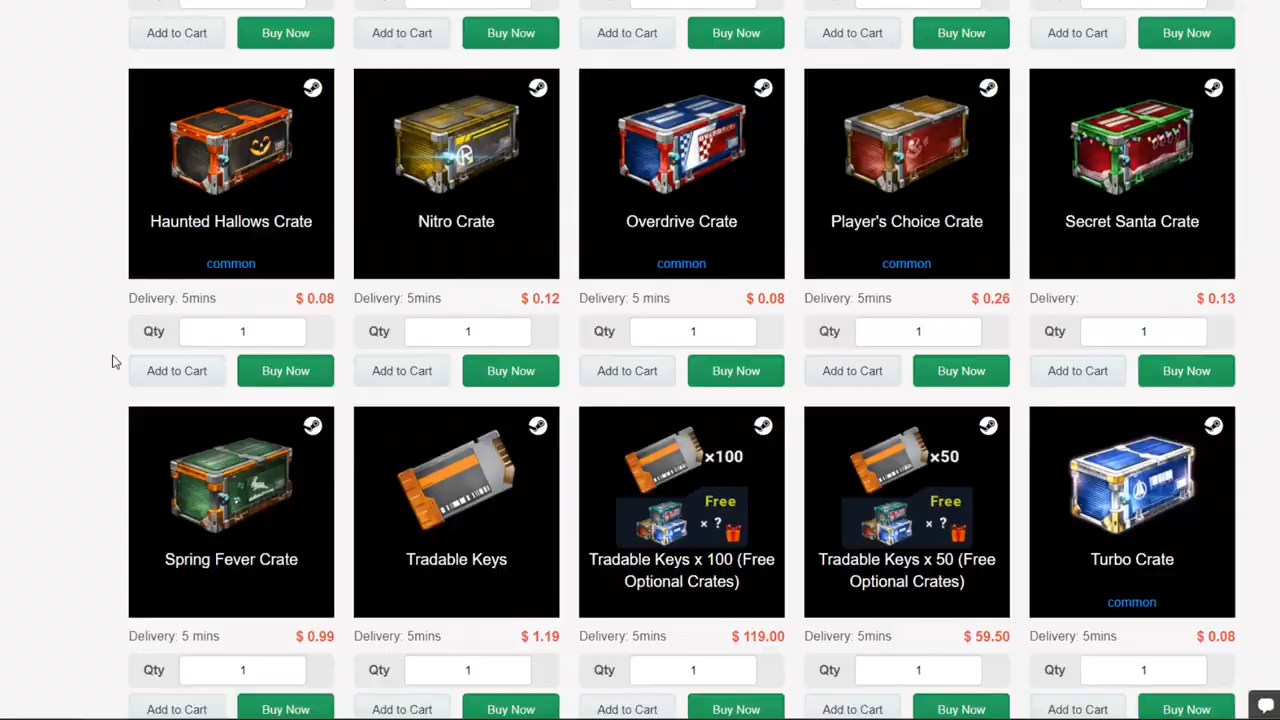 Add to Cart Buy Now Add to Cart Buy Now Add to Cart Buy Now Add to Cart Buy Now Add to Cart Buy Now
Haunted Hallows Crate
common
Delivery: 5mins $ 0.08
Qty 1
Add to Cart Buy Now
Nitro Crate
Delivery: 5mins $ 0.12
Qty 1
Add to Cart Buy Now
Overdrive Crate
common
Delivery: 5 mins $ 0.08
Qty 1
Add to Cart Buy Now
Player's Choice Crate
common
Delivery: 5mins $ 0.26
Qty 1
Add to Cart Buy Now
Secret Santa Crate
Delivery: $ 0.13
Qty 1
Add to Cart Buy Now
Spring Fever Crate
Delivery: 5 mins $ 0.99
Qty 1
Add to Cart Buy Now
Tradable Keys
Delivery: 5mins $ 1.19
Qty 1
Add to Cart Buy Now
×100
Free
× ?
Tradable Keys x 100 (Free
Optional Crates)
Delivery: 5mins $ 119.00
Qty 1
Add to Cart Buy Now
×50
Free
× ?
Tradable Keys x 50 (Free
Optional Crates)
Delivery: 5mins $ 59.50
Qty 1
Add to Cart Buy Now
Turbo Crate
common
Delivery: 5mins $ 0.08
Qty 1
Add to Cart Buy Now